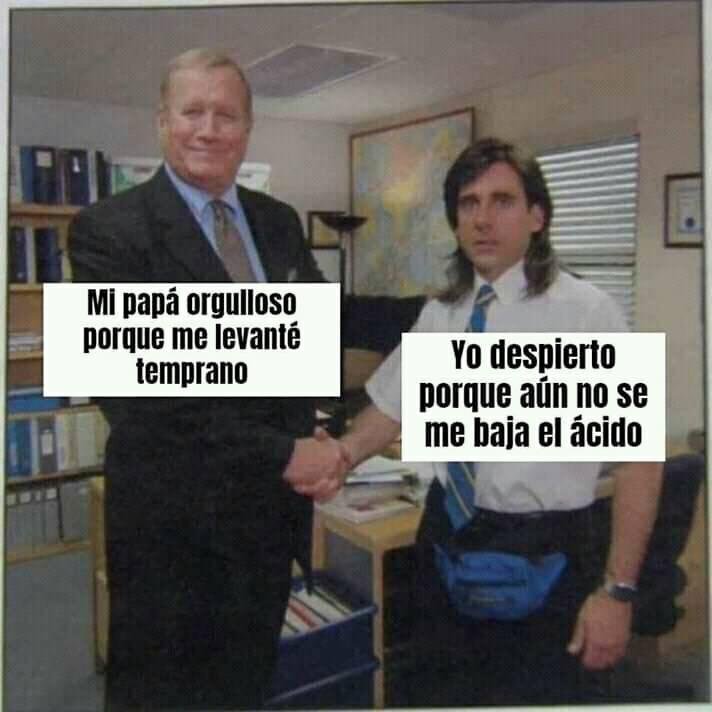 Mi papá orgulloso
porque me levanté
temprano
Yo despierto
porque aún no se
me baja el ácido